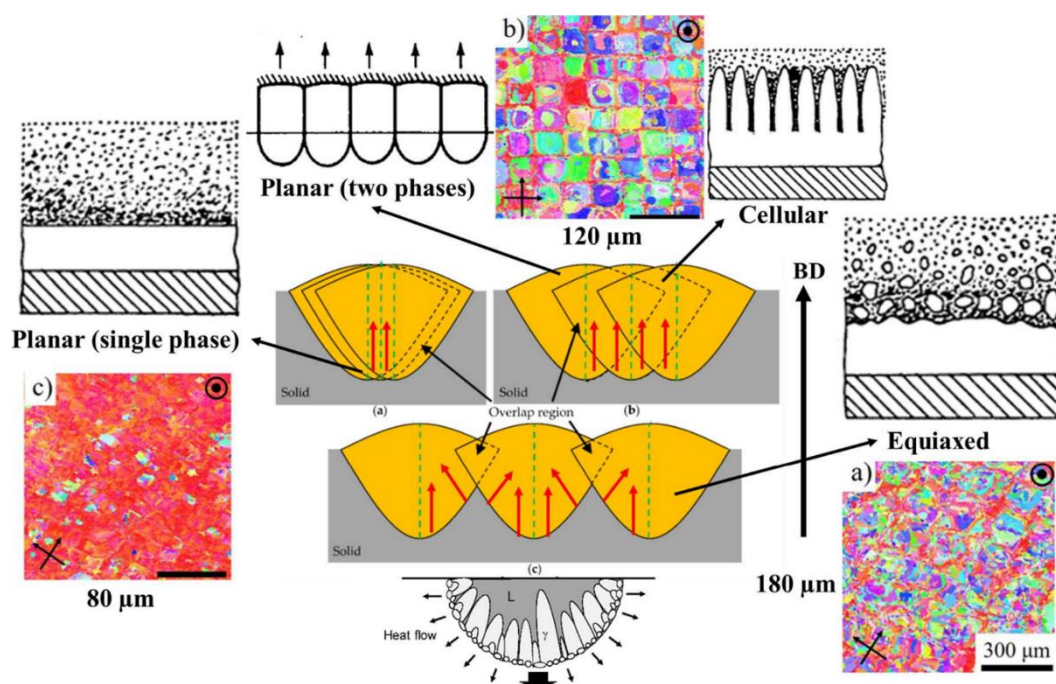 b)
Planar (two phases)
120 µm
Cellular
Planar (single phase)
BD
c)
Solid
(a)
Overlap region
Solid
(b)
Equiaxed
a)
80 µm
Solid
(c)
180 µm
L
γ
Heat flow
300 µm